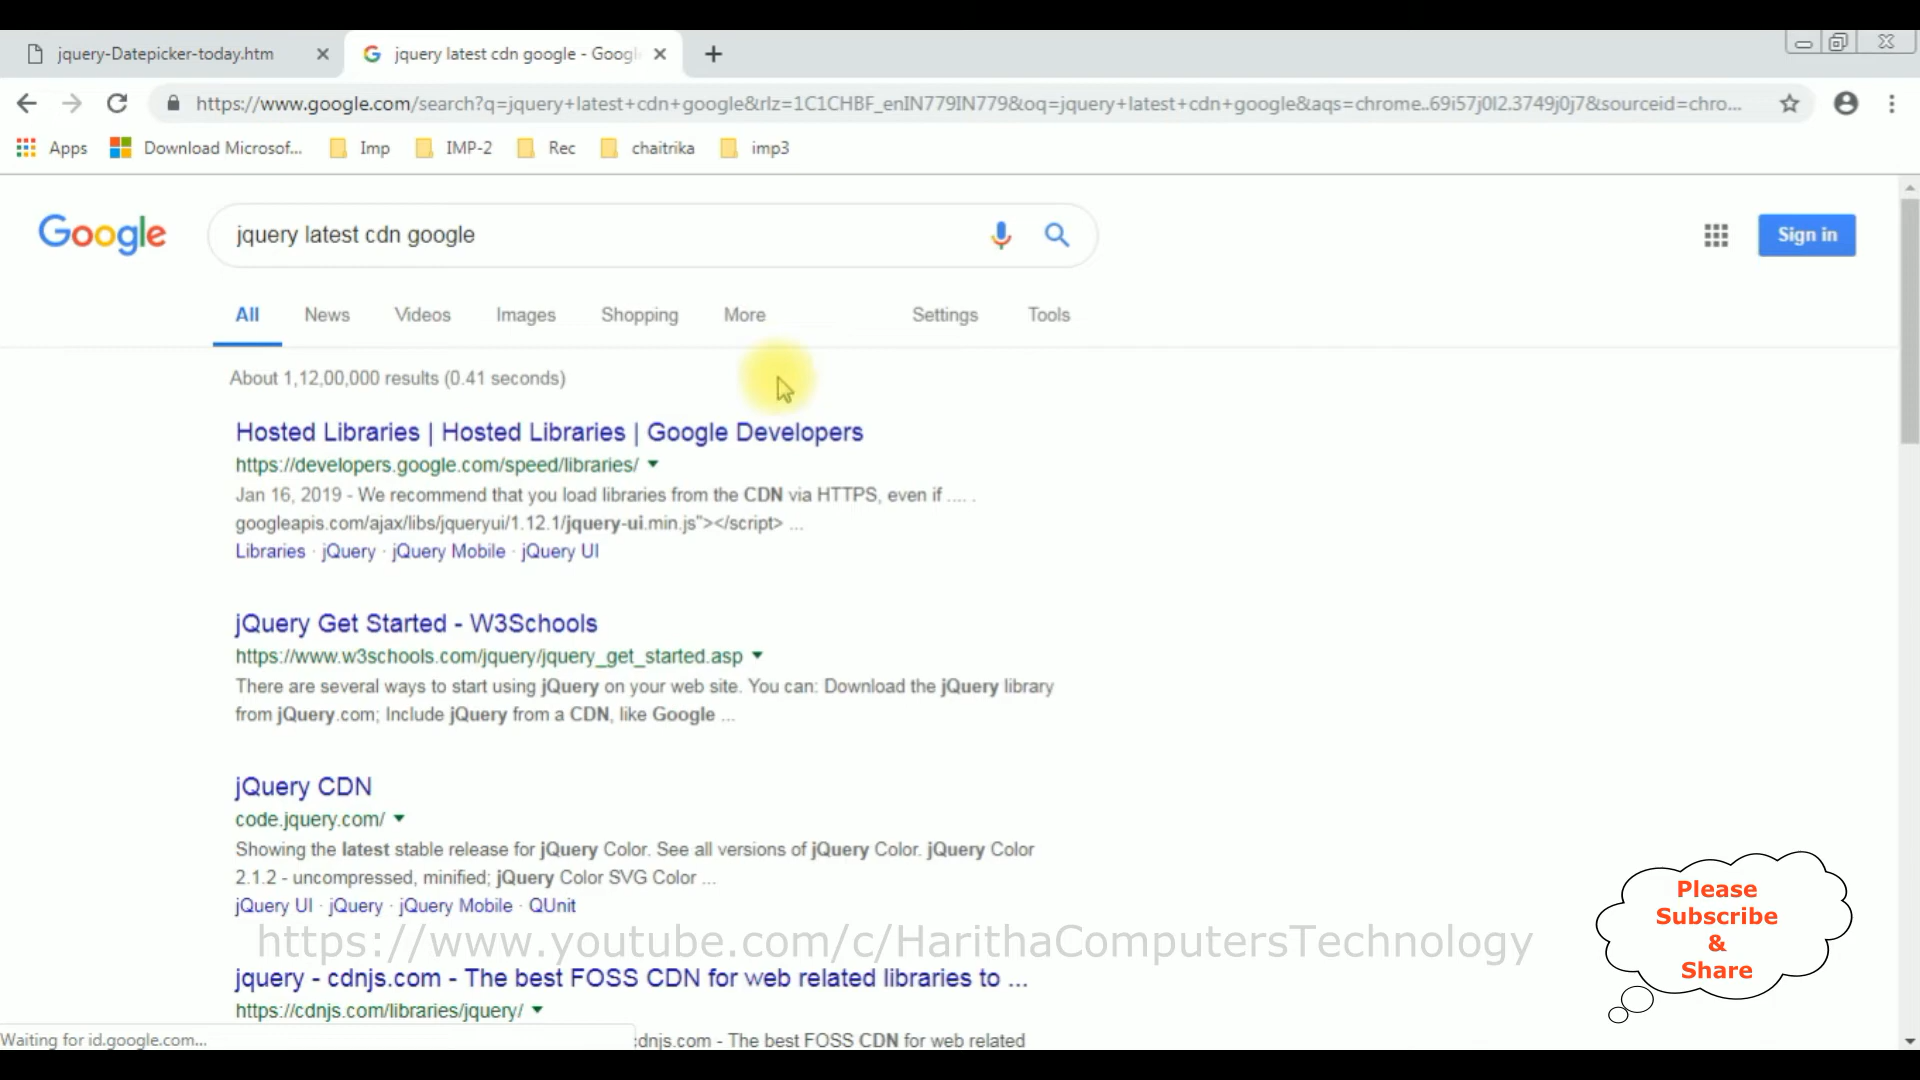 jquery-Datepicker-today.htm
jquery latest cdn google - Googl
https://www.google.com/search?q=jquery+latest+cdn+google&rlz=1C1CHBF_enIN779IN779&oq=jquery+latest+cdn+google&aqs=chrome..69i57j0l2.3749j0j7&sourceid=chro...
Apps
Download Microsof...
Imp
IMP-2
Rec
chaitrika
imp3
Google
jquery latest cdn google
Sign in
All
News
Videos
Images
Shopping
More
Settings
Tools
About 1,12,00,000 results (0.41 seconds)
Hosted Libraries | Hosted Libraries | Google Developers
https://developers.google.com/speed/libraries/
Jan 16, 2019 - We recommend that you load libraries from the CDN via HTTPS, even if .... .
googleapis.com/ajax/libs/jqueryui/1.12.1/jquery-ui.min.js"></script> ...
Libraries · jQuery · jQuery Mobile · jQuery UI
jQuery Get Started - W3Schools
https://www.w3schools.com/jquery/jquery_get_started.asp
There are several ways to start using jQuery on your web site. You can: Download the jQuery library
from jQuery.com; Include jQuery from a CDN, like Google ...
jQuery CDN
code.jquery.com/
Showing the latest stable release for jQuery Color. See all versions of jQuery Color. jQuery Color
2.1.2 - uncompressed, minified; jQuery Color SVG Color ...
jQuery UI · jQuery · jQuery Mobile · QUnit
https://www.youtube.com/c/HarithaComputersTechnology
jquery - cdnjs.com - The best FOSS CDN for web related libraries to ...
https://cdnjs.com/libraries/jquery/
Waiting for id.google.com...
cdnjs.com - The best FOSS CDN for web related
Please
Subscribe
&
Share